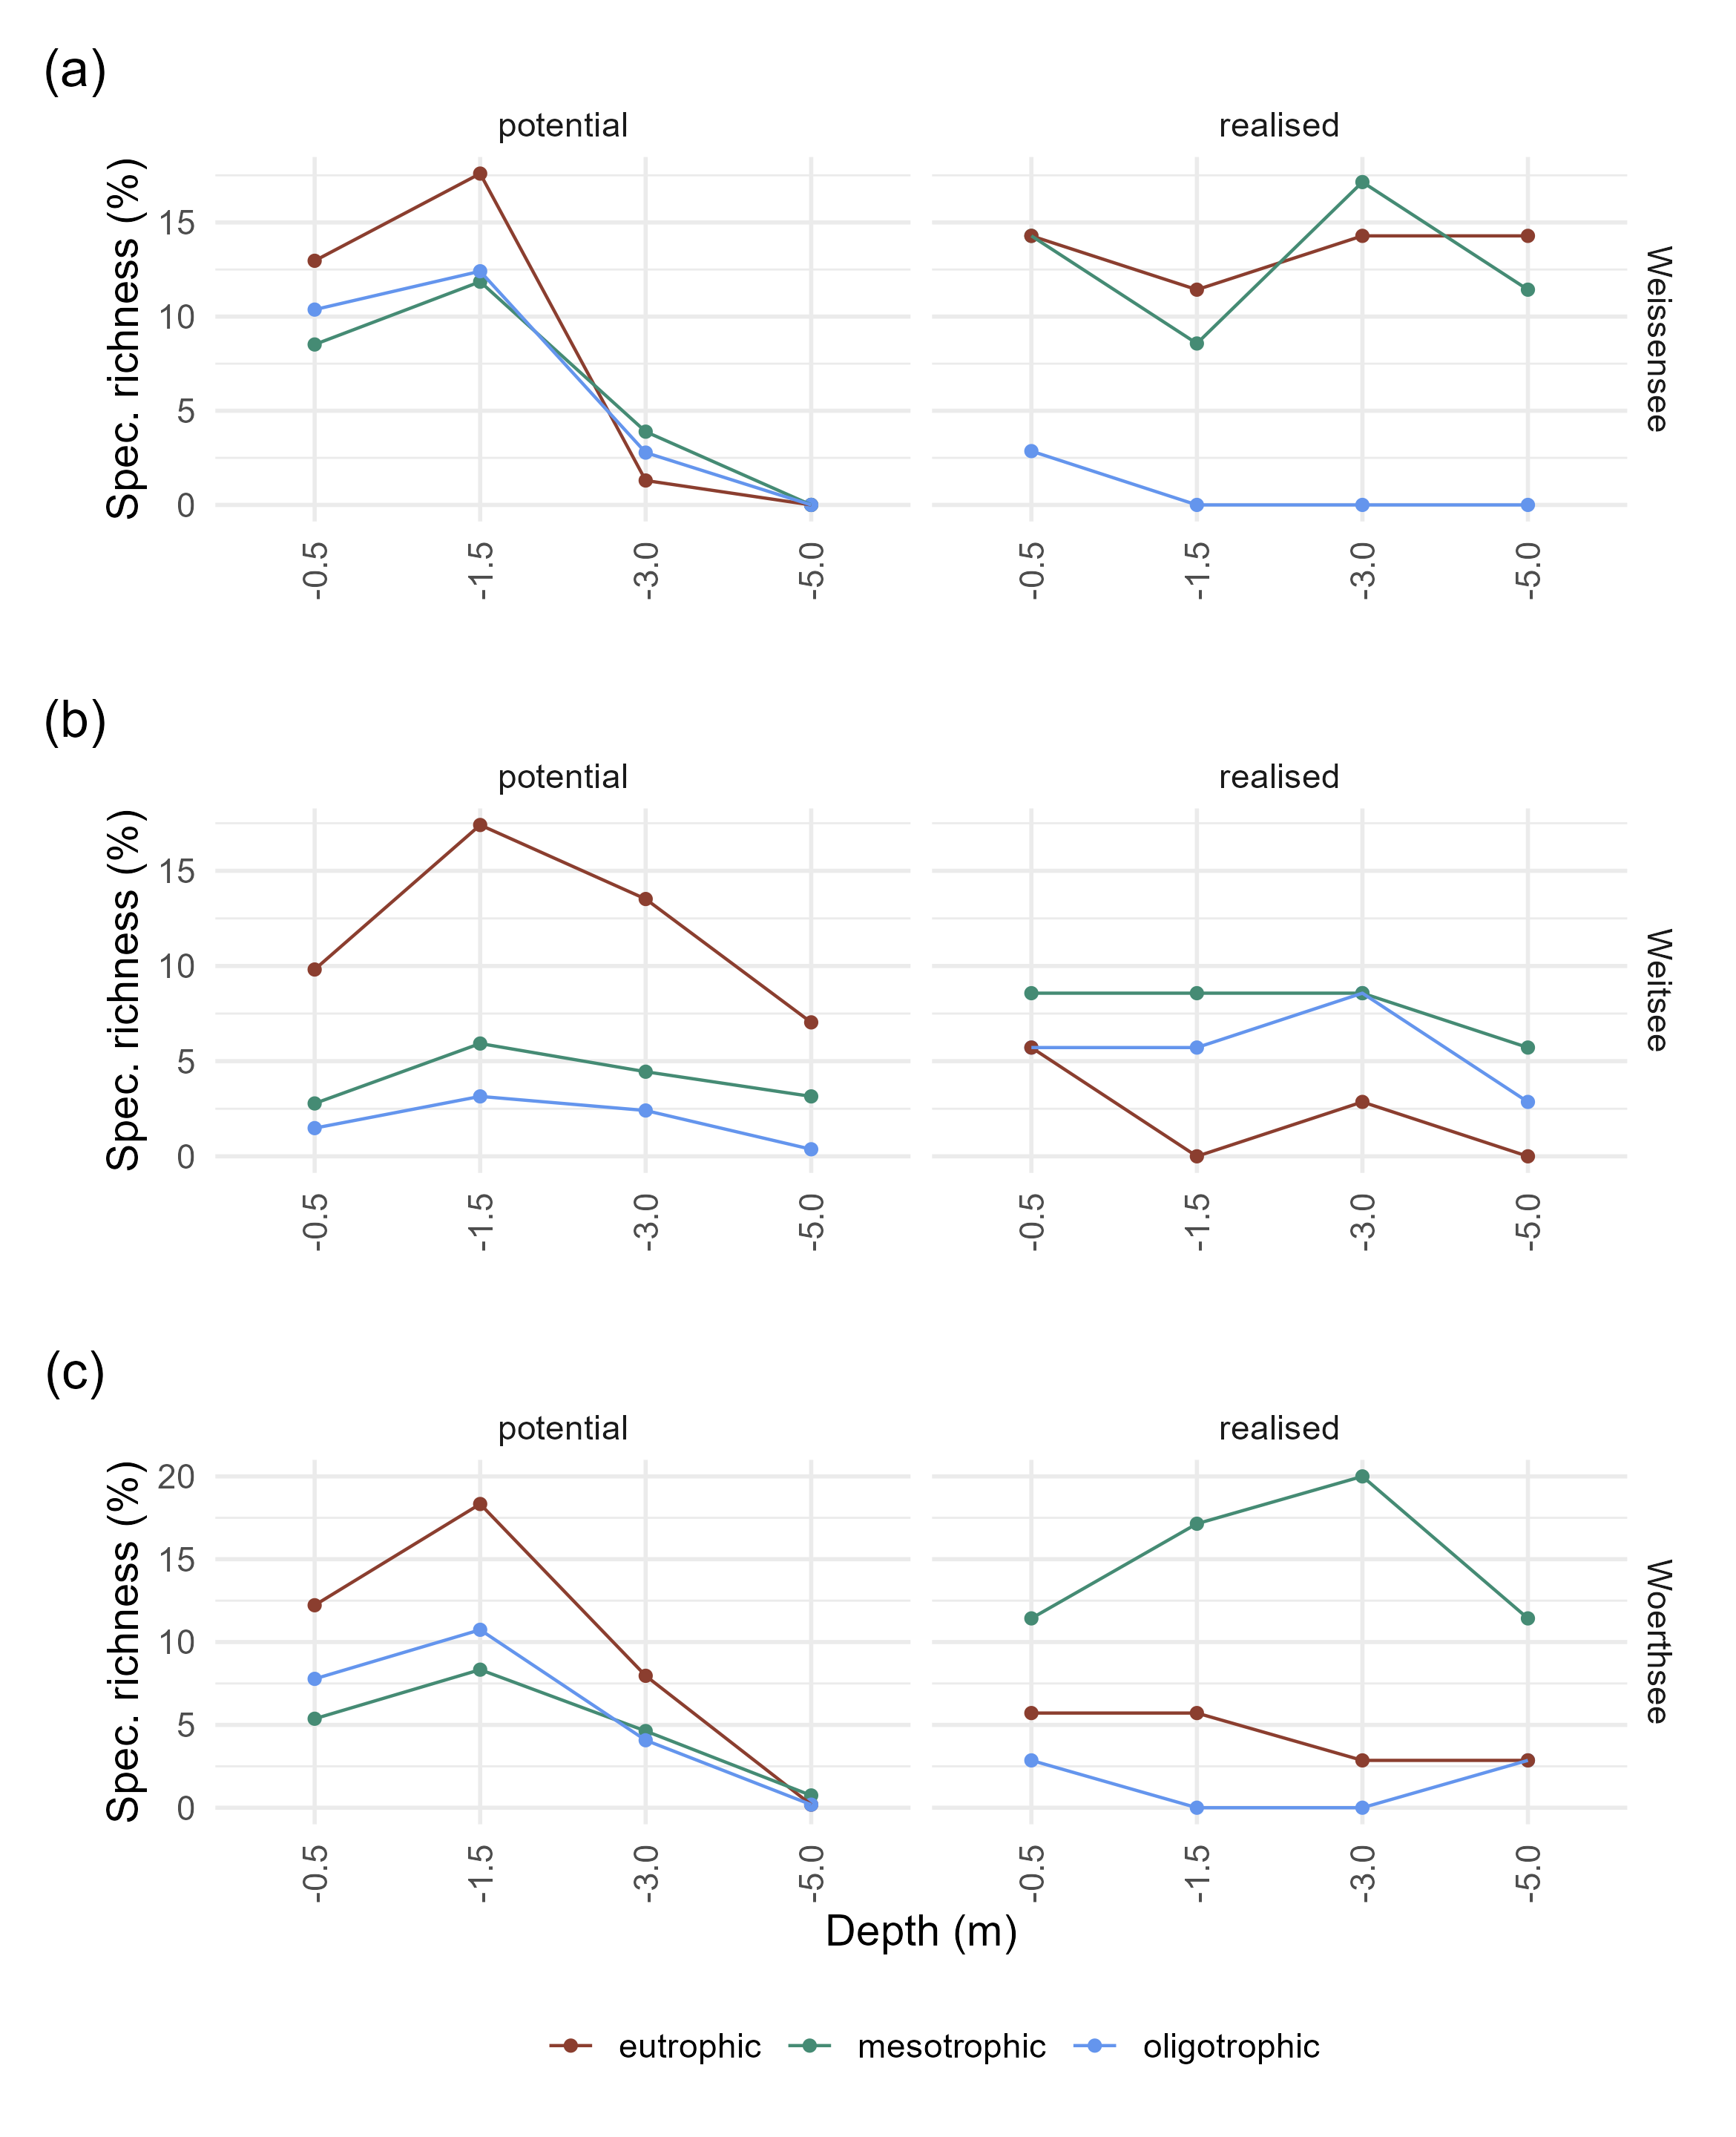 (a)
potential realised
Spec. richness (%)
15
10
5
0
Weissensee
-0.5 -1.5 -3.0 -5.0 -0.5 -1.5 -3.0 -5.0
(b)
potential realised
Spec. richness (%)
15
10
5
0
Weitsee
-0.5 -1.5 -3.0 -5.0 -0.5 -1.5 -3.0 -5.0
(c)
potential realised
Spec. richness (%)
20
15
10
5
0
Woerthsee
-0.5 -1.5 -3.0 -5.0 -0.5 -1.5 -3.0 -5.0
Depth (m)
eutrophic mesotrophic oligotrophic